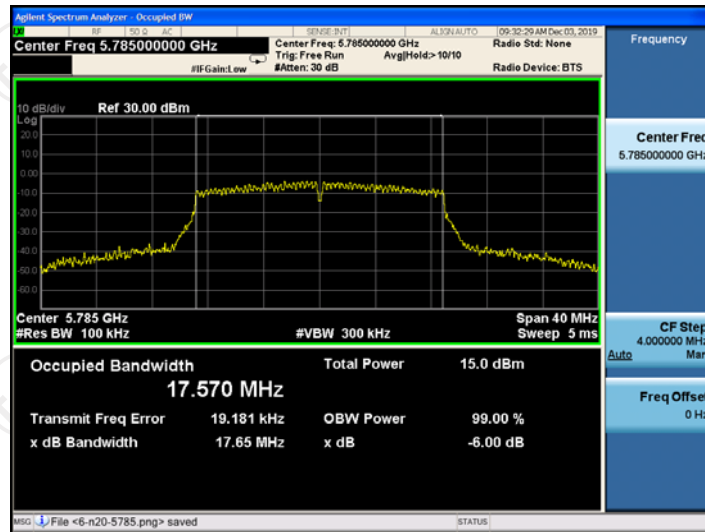 Agilent Spectrum Analyzer - Occupied BW
RF 50 Ω AC SENSE:INT ALIGNAUTO 09:32:29 AM Dec 03, 2019
Center Freq 5.785000000 GHz
Center Freq: 5.785000000 GHz
Radio Std: None
Trig: Free Run Avg|Hold:>10/10
#IFGain:Low
#Atten: 30 dB
Radio Device: BTS
Frequency
10 dB/div Ref 30.00 dBm
Log
20.0
10.0
0.00
-10.0
-20.0
-30.0
-40.0
-50.0
-60.0
Center Freq
5.785000000 GHz
Center 5.785 GHz
Span 40 MHz
#Res BW 100 kHz
#VBW 300 kHz
Sweep 5 ms
CF Step
4.000000 MHz
Auto Man
Occupied Bandwidth
17.570 MHz
Total Power 15.0 dBm
Transmit Freq Error 19.181 kHz
OBW Power 99.00 %
x dB Bandwidth 17.65 MHz
x dB -6.00 dB
Freq Offset
0 Hz
MSG File <6-n20-5785.png> saved
STATUS